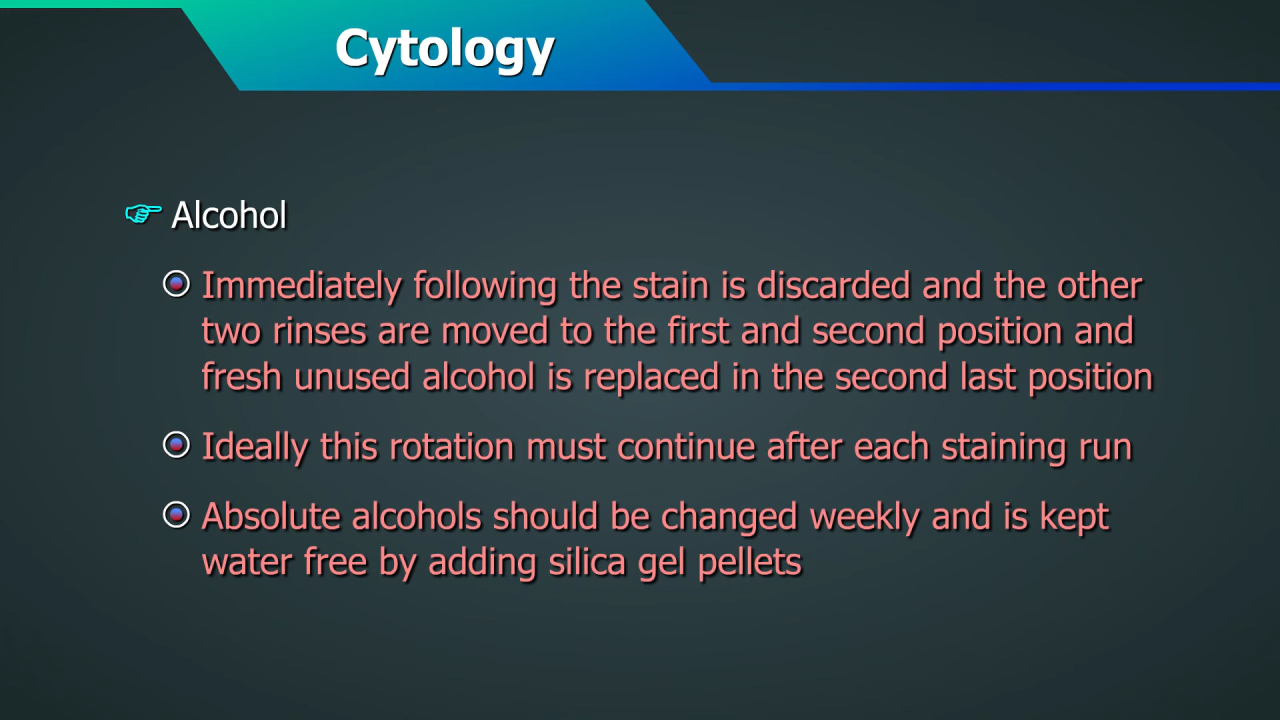 Cytology
Alcohol
Immediately following the stain is discarded and the other
two rinses are moved to the first and second position and
fresh unused alcohol is replaced in the second last position
Ideally this rotation must continue after each staining run
Absolute alcohols should be changed weekly and is kept
water free by adding silica gel pellets